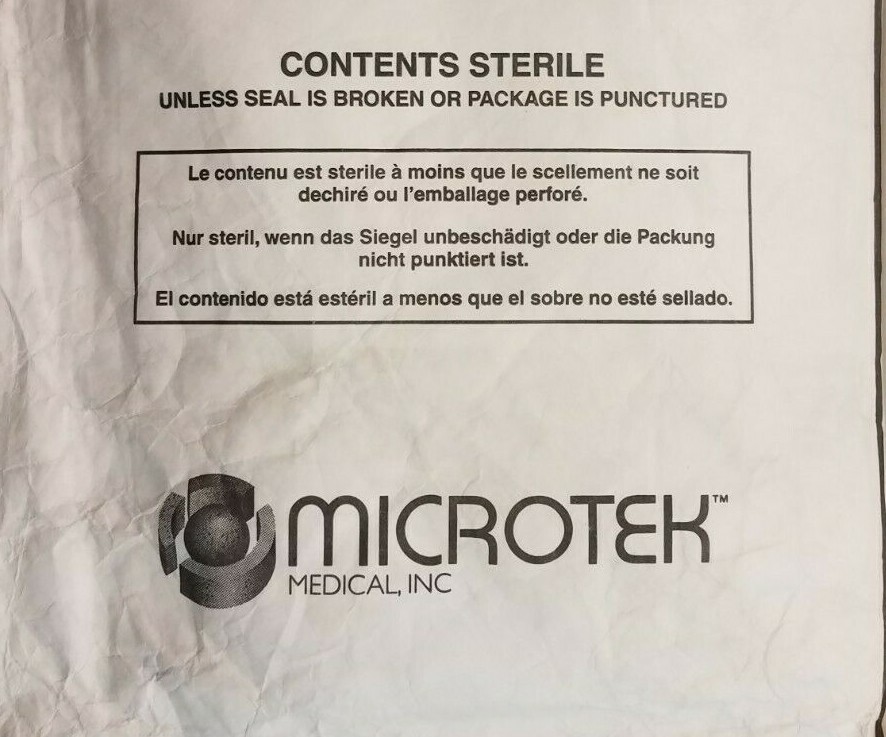 CONTENTS STERILE
UNLESS SEAL IS BROKEN OR PACKAGE IS PUNCTURED
Le contenu est sterile à moins que le scellement ne soit
dechiré ou l'emballage perforé.
Nur steril, wenn das Siegel unbeschädigt oder die Packung
nicht punktiert ist.
El contenido está estéril a menos que el sobre no esté sellado.
MICROTEK™
MEDICAL, INC